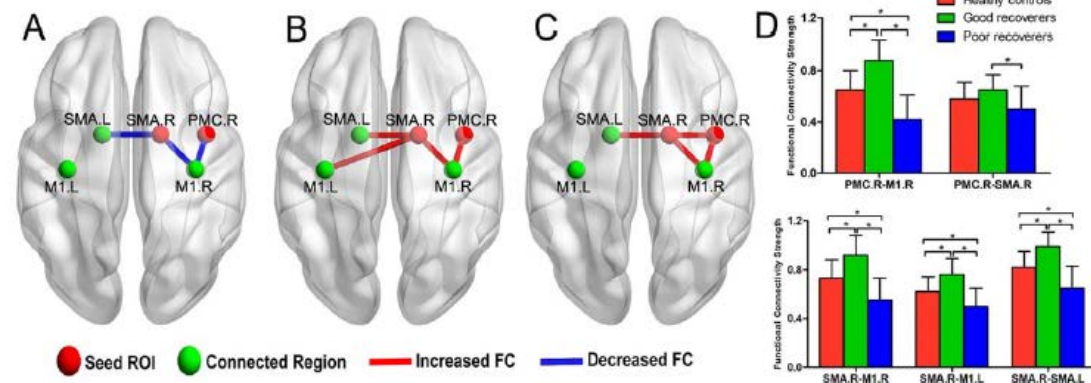 A
SMA.L
SMA.R
PMC.R
M1.L
M1.R
B
SMA.L
SMA.R
PMC.R
M1.L
M1.R
C
SMA.L
SMA.R
PMC.R
M1.L
M1.R
Seed ROI
Connected Region
Increased FC
Decreased FC
D
Healthy controls
Good recoverers
Poor recoverers
Functional Connectivity Strength
1.2
0.8
0.4
0.0
* * *
*
PMC.R-M1.R
PMC.R-SMA.R
Functional Connectivity Strength
1.2
0.8
0.4
0.0
* * *
* * *
* * *
SMA.R-M1.R
SMA.R-M1.L
SMA.R-SMA.L